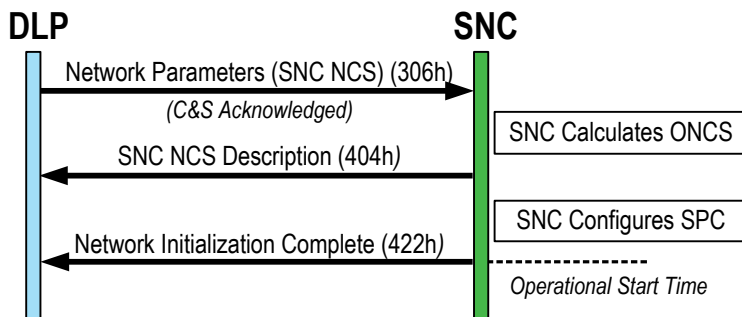 DLP
SNC
Network Parameters (SNC NCS) (306h)
(C&S Acknowledged)
SNC Calculates ONCS
SNC NCS Description (404h)
SNC Configures SPC
Network Initialization Complete (422h)
Operational Start Time